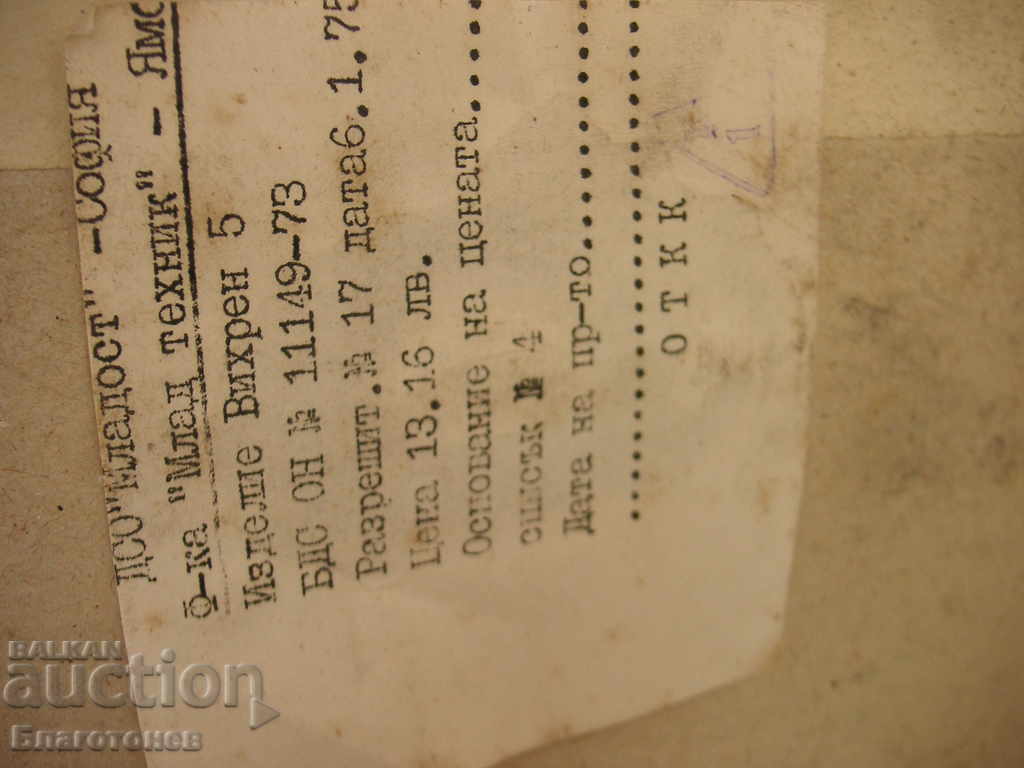 ДСО"МЛАДОСТ" -СОФИЯ
Ф-ка "Млад техник" - Ямб
Изделие Вихрен 5
БДС ОН № 11149-73
Разрешит.№ 17 дата6.1.75
Цена 13.16 лв.
Основание на цената.....
списък № 4
Дата на пр-то...........
........................
О Т К К
1
BALKAN
auction
Благотонев